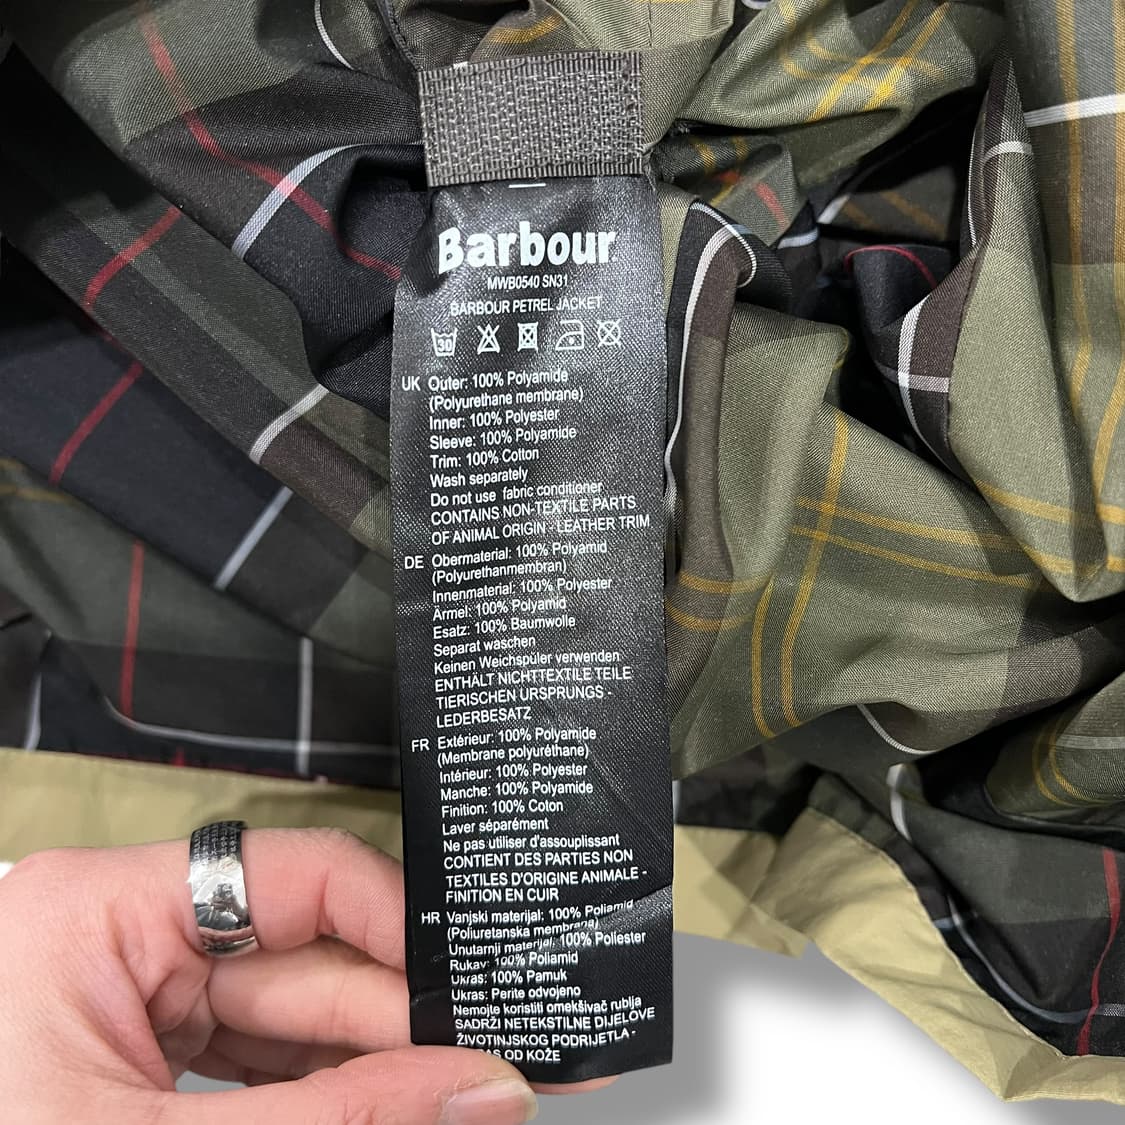 Barbour
MWB0540 SN31
BARBOUR PETREL JACKET
30
UK Outer: 100% Polyamide
(Polyurethane membrane)
Inner: 100% Polyester
Sleeve: 100% Polyamide
Trim: 100% Cotton
Wash separately
Do not use fabric conditioner
CONTAINS NON-TEXTILE PARTS
OF ANIMAL ORIGIN - LEATHER TRIM
DE Obermaterial: 100% Polyamid
(Polyurethanmembran)
Innenmaterial: 100% Polyester
Ärmel: 100% Polyamid
Esatz: 100% Baumwolle
Separat waschen
Keinen Weichspüler verwenden
ENTHÄLT NICHTTEXTILE TEILE
TIERISCHEN URSPRUNGS -
LEDERBESATZ
FR Extérieur: 100% Polyamide
(Membrane polyuréthane)
Intérieur: 100% Polyester
Manche: 100% Polyamide
Finition: 100% Coton
Laver séparément
Ne pas utiliser d'assouplissant
CONTIENT DES PARTIES NON
TEXTILES D'ORIGINE ANIMALE -
FINITION EN CUIR
HR Vanjski materijal: 100% Poliamid
(Poliuretanska membrana)
Unutarnji materijal: 100% Poliester
Rukav: 100% Poliamid
Ukras: 100% Pamuk
Ukras: Perite odvojeno
Nemojte koristiti omekšivač rublja
SADRŽI NETEKSTILNE DIJELOVE
ŽIVOTINJSKOG PODRIJETLA -
OD KOŽE